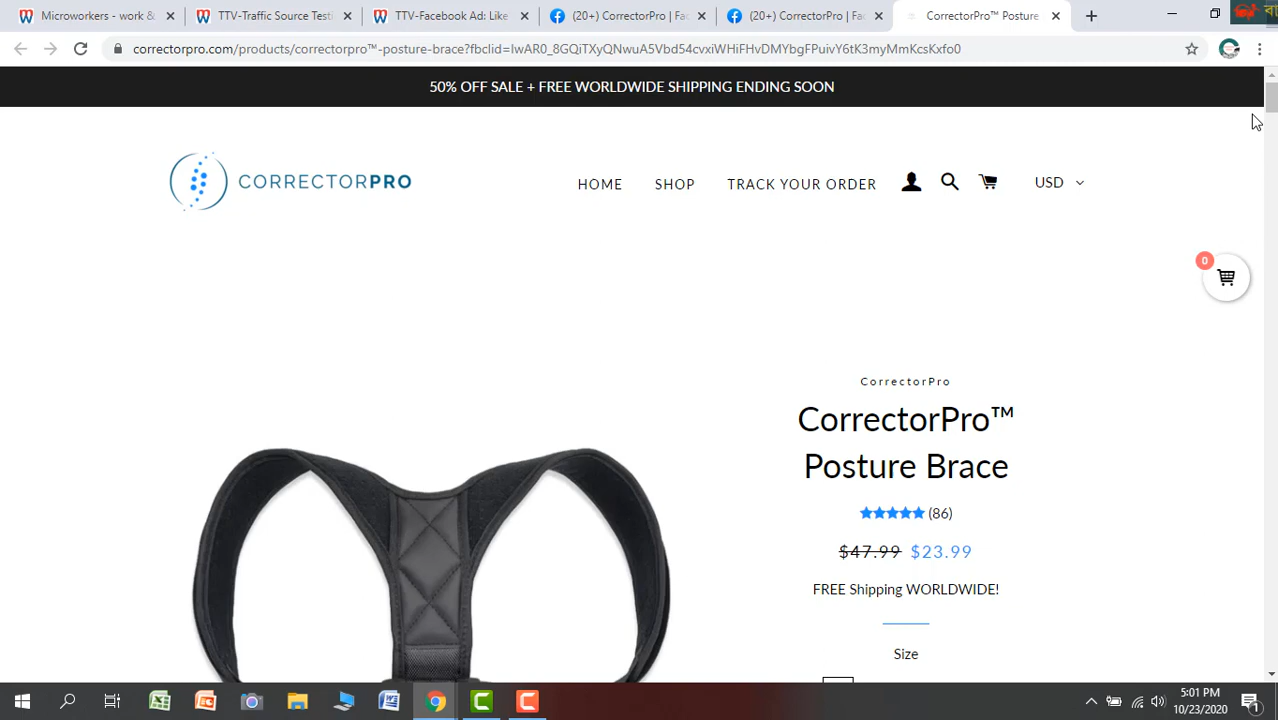 Microworkers - work &
TTV-Traffic Source Testi
TTV-Facebook Ad: Like
(20+) CorrectorPro | Fac
(20+) CorrectorPro | Fac
CorrectorPro™ Posture
correctorpro.com/products/correctorpro™-posture-brace?fbclid=IwAR0_8GQiTXyQNwuA5Vbd54cvxiWHiFHvDMYbgFPuivY6tK3myMmKcsKxfo0
50% OFF SALE + FREE WORLDWIDE SHIPPING ENDING SOON
CORRECTORPRO
HOME
SHOP
TRACK YOUR ORDER
USD
0
CorrectorPro
CorrectorPro™
Posture Brace
(86)
$47.99 $23.99
FREE Shipping WORLDWIDE!
Size
5:01 PM
10/23/2020
1